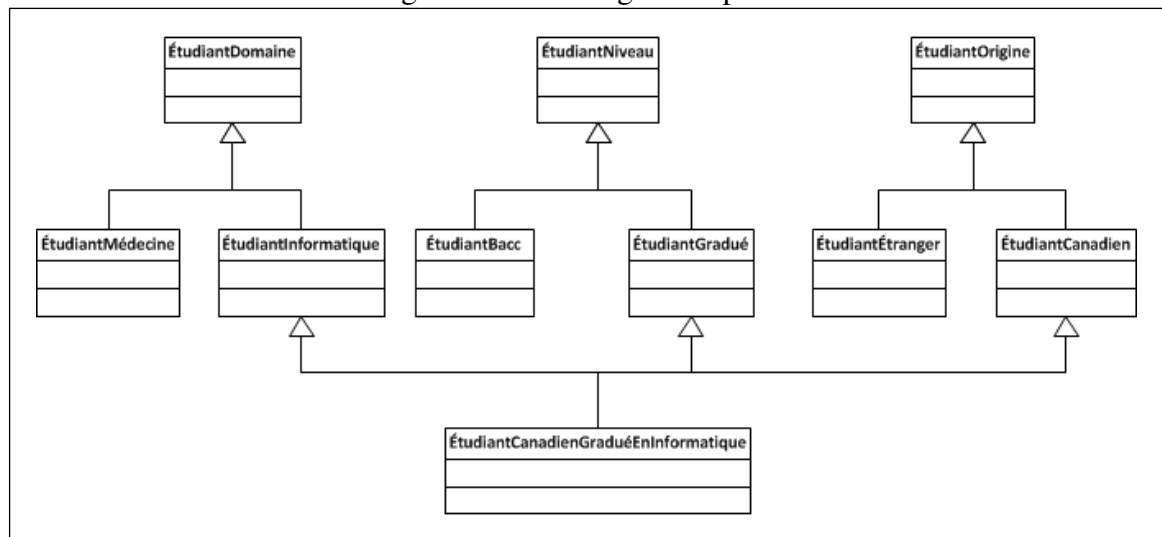 ÉtudiantDomaine
ÉtudiantNiveau
ÉtudiantOrigine
ÉtudiantMédecine
ÉtudiantInformatique
ÉtudiantBacc
ÉtudiantGradué
ÉtudiantÉtranger
ÉtudiantCanadien
ÉtudiantCanadienGraduéEnInformatique